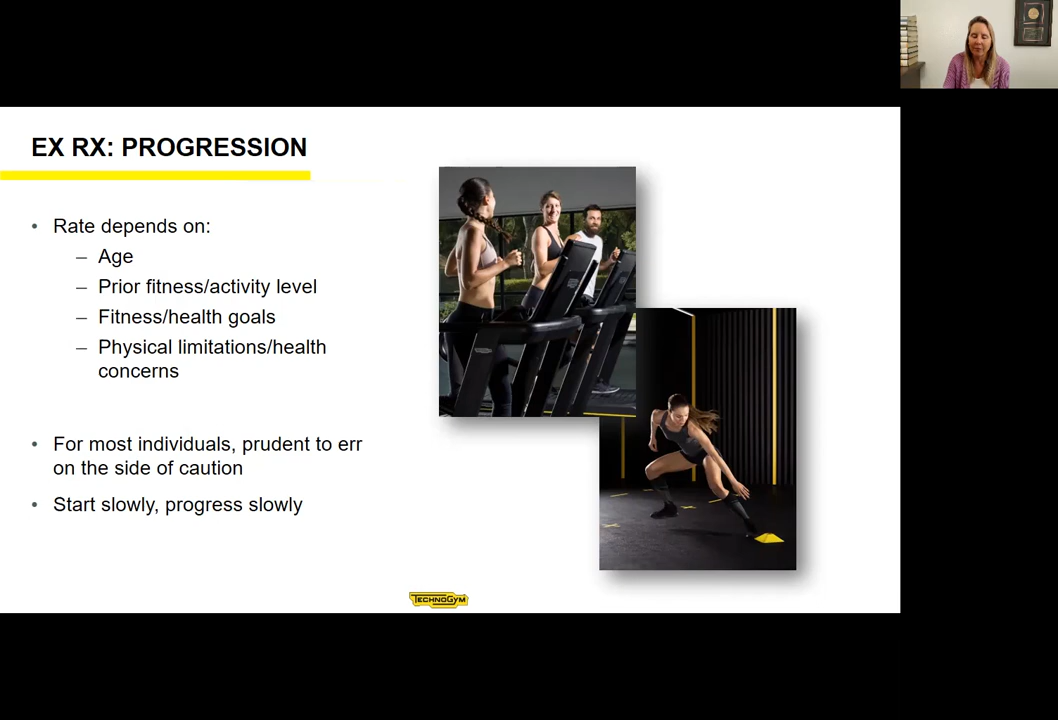 EX RX: PROGRESSION
• Rate depends on:
– Age
– Prior fitness/activity level
– Fitness/health goals
– Physical limitations/health
concerns
• For most individuals, prudent to err
on the side of caution
• Start slowly, progress slowly
TECHNOGYM